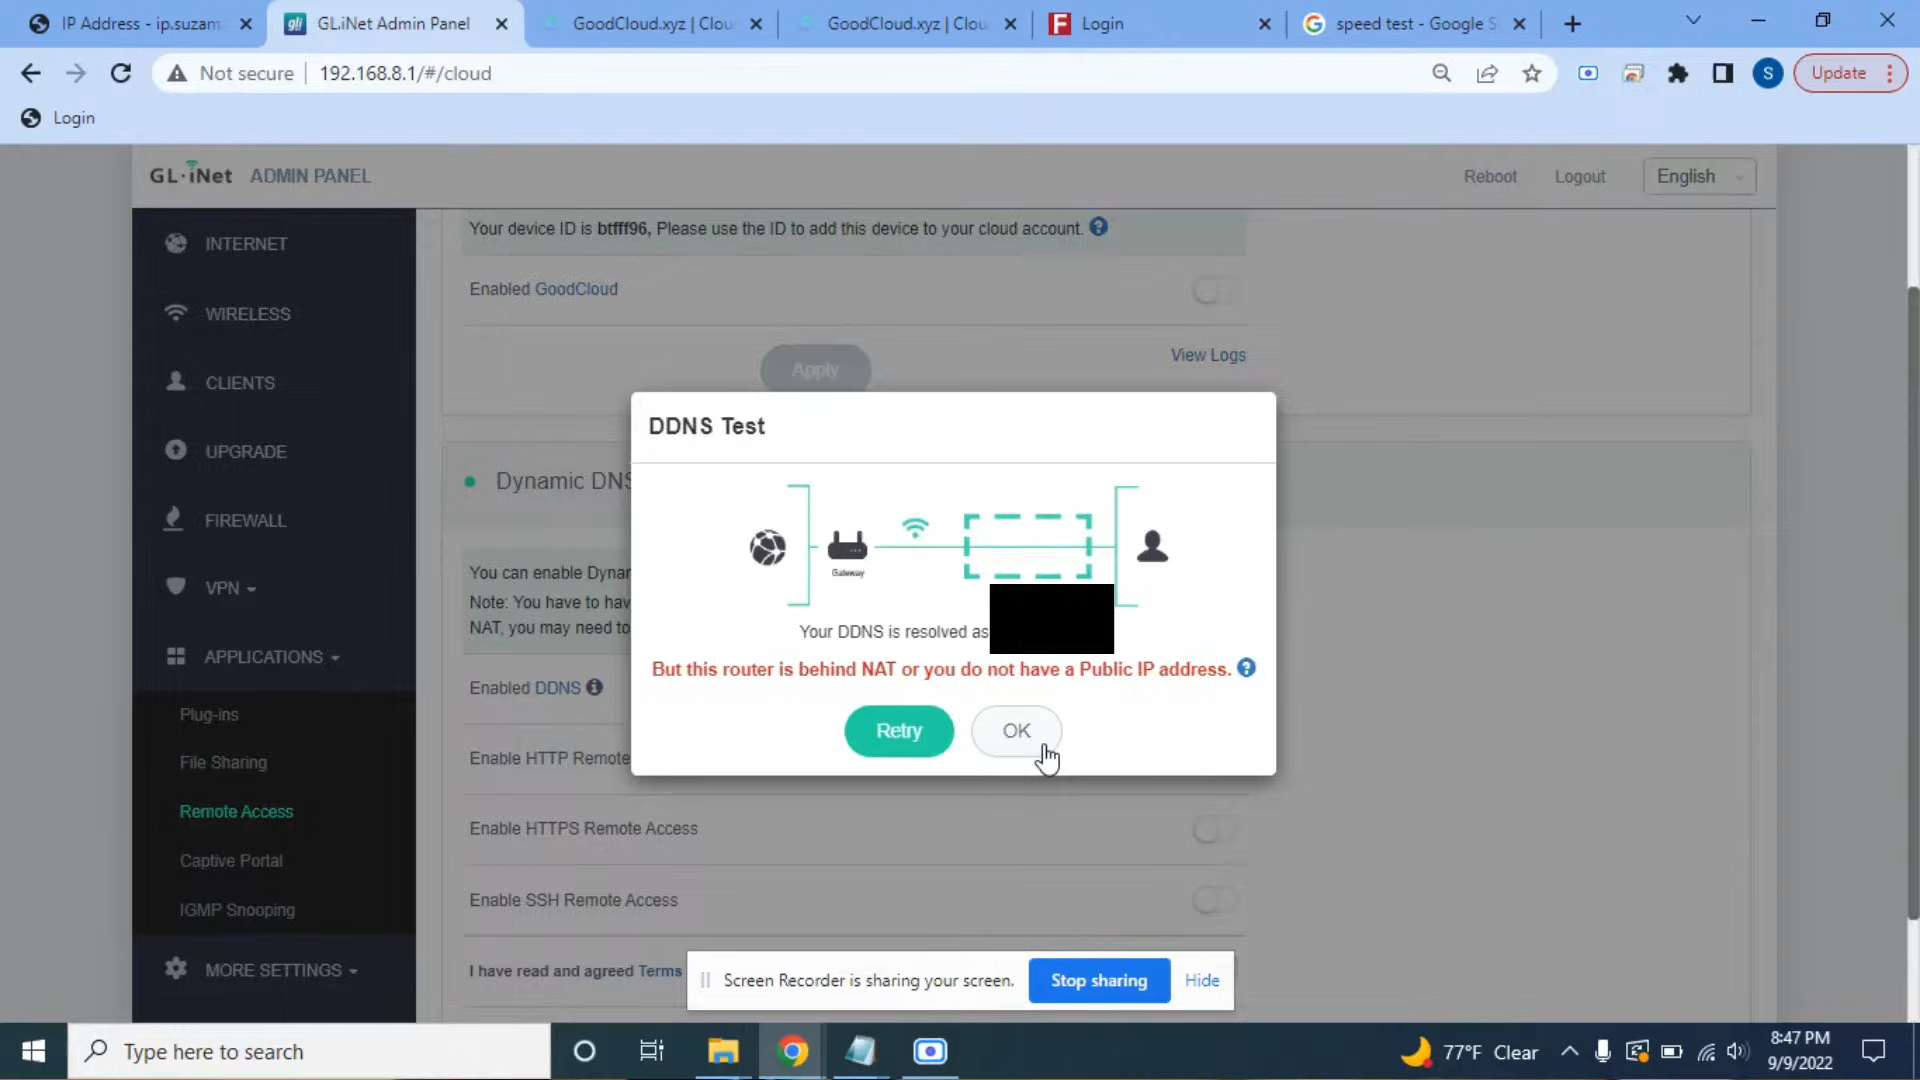 IP Address - ip.suzam
GL.iNet Admin Panel
GoodCloud.xyz | Clou
GoodCloud.xyz | Clou
Login
speed test - Google S
Not secure
192.168.8.1/#/cloud
S
Update
Login
GL·iNet ADMIN PANEL
Reboot
Logout
English
INTERNET
WIRELESS
CLIENTS
UPGRADE
FIREWALL
VPN
APPLICATIONS
Plug-ins
File Sharing
Remote Access
Captive Portal
IGMP Snooping
MORE SETTINGS
Your device ID is btfff96, Please use the ID to add this device to your cloud account.
Enabled GoodCloud
View Logs
Apply
Dynamic DNS
You can enable Dynar
Note: You have to hav
NAT, you may need to
Enabled DDNS
Enable HTTP Remote
Enable HTTPS Remote Access
Enable SSH Remote Access
I have read and agreed Terms
DDNS Test
Gateway
Your DDNS is resolved as
But this router is behind NAT or you do not have a Public IP address.
Retry
OK
Screen Recorder is sharing your screen.
Stop sharing
Hide
Type here to search
77°F Clear
8:47 PM
9/9/2022